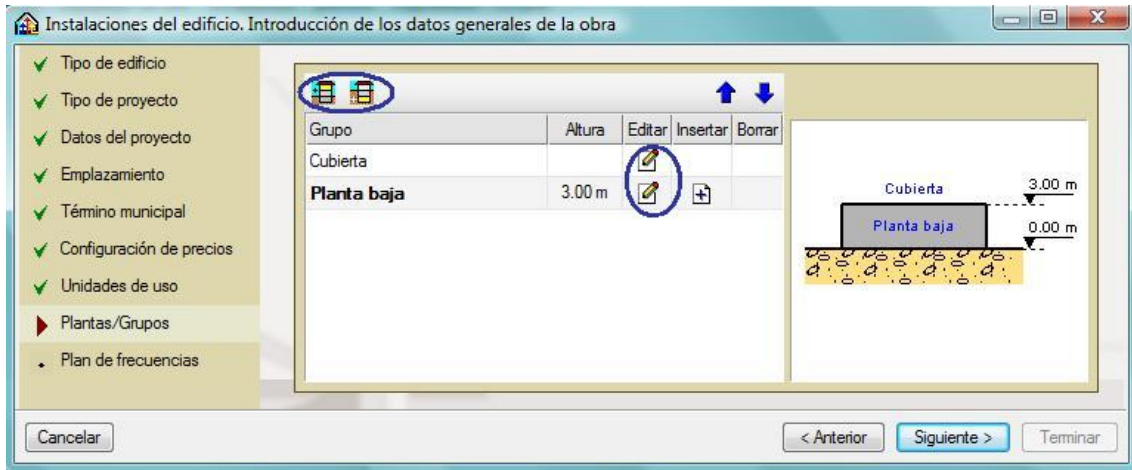 Instalaciones del edificio. Introducción de los datos generales de la obra
Tipo de edificio
Tipo de proyecto
Datos del proyecto
Emplazamiento
Término municipal
Configuración de precios
Unidades de uso
Plantas/Grupos
Plan de frecuencias
Grupo Altura Editar Insertar Borrar
Cubierta
Planta baja 3.00 m
Cubierta 3.00 m
Planta baja 0.00 m
Cancelar < Anterior Siguiente > Terminar